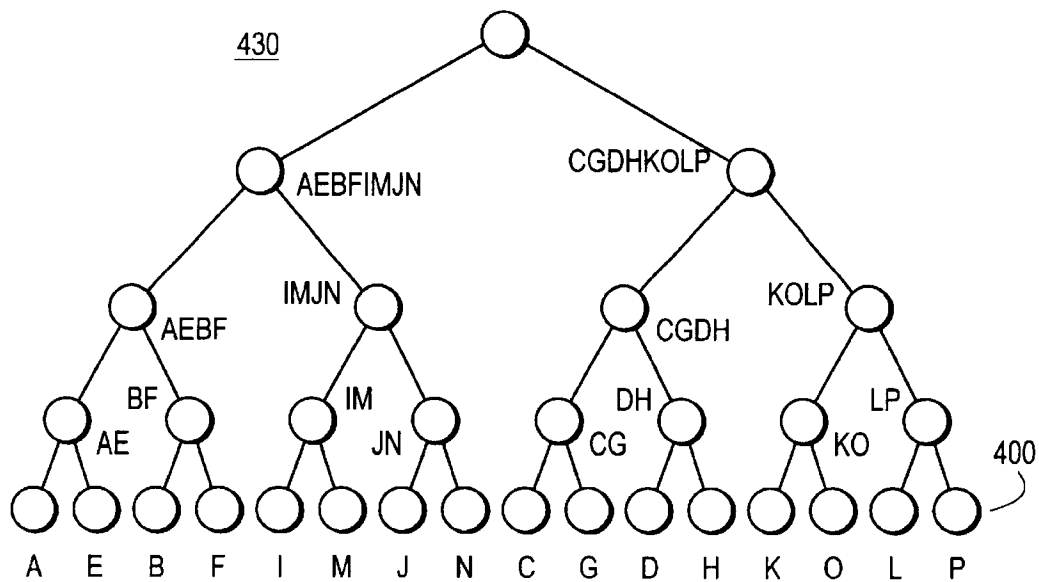 430
AEBFIMJN
CGDHKOLP
AEBF
IMJN
CGDH
KOLP
AE
BF
IM
JN
CG
DH
KO
LP
400
A E B F I M J N C G D H K O L P